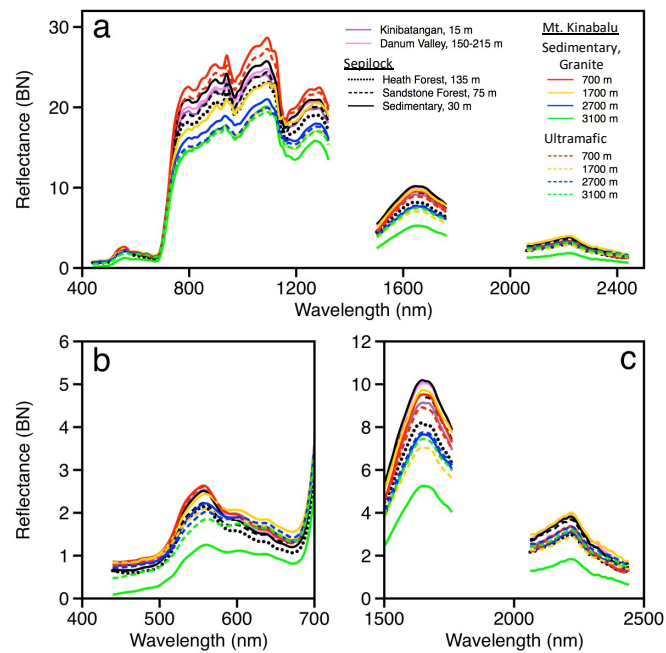 a
30
20
10
0
Reflectance (BN)
400
800
1200
1600
2000
2400
Wavelength (nm)
Kinibatangan, 15 m
Danum Valley, 150-215 m
Sepilock
Heath Forest, 135 m
Sandstone Forest, 75 m
Sedimentary, 30 m
Mt. Kinabalu
Sedimentary,
Granite
700 m
1700 m
2700 m
3100 m
Ultramafic
700 m
1700 m
2700 m
3100 m
b
6
5
4
3
2
1
0
Reflectance (BN)
400
500
600
700
Wavelength (nm)
c
12
10
8
6
4
2
0
1500
2000
2500
Wavelength (nm)